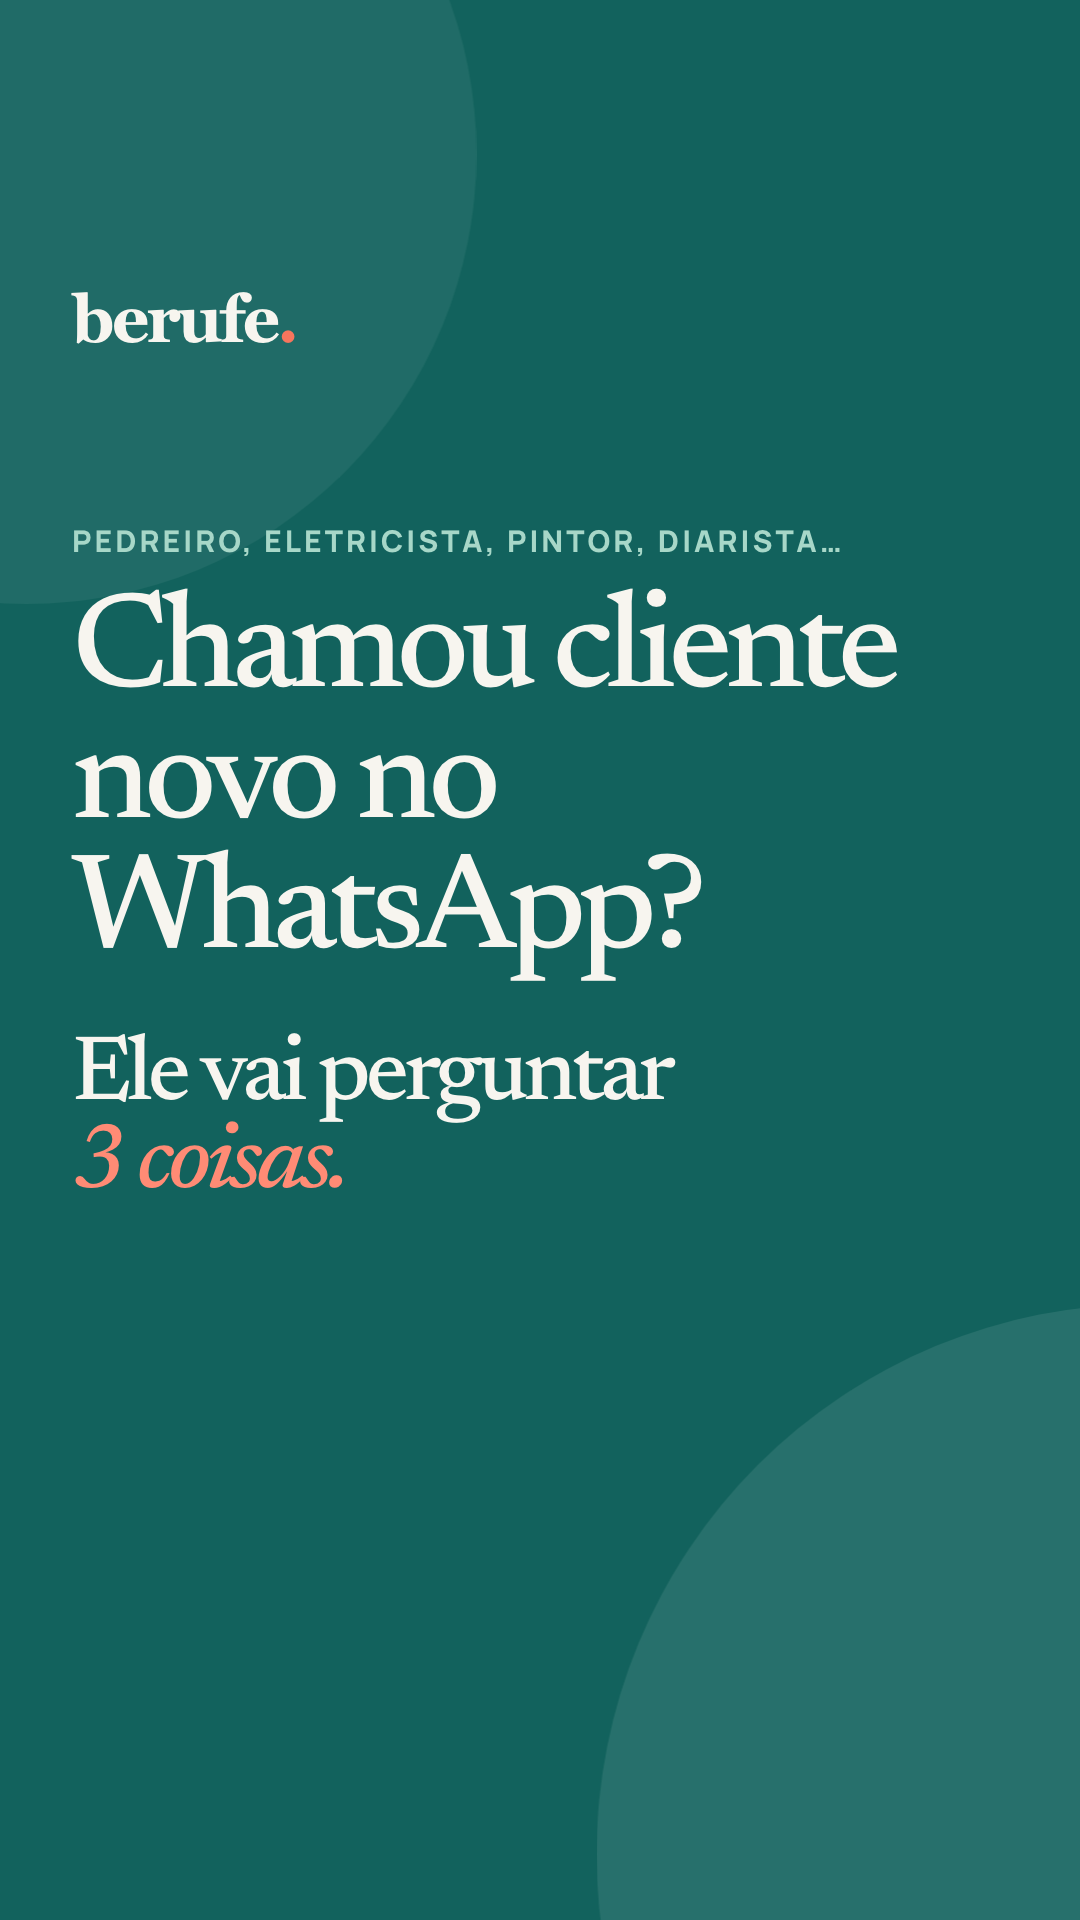 berufe.
PEDREIRO, ELETRICISTA, PINTOR, DIARISTA…
Chamou cliente
novo no
WhatsApp?
Ele vai perguntar
3 coisas.